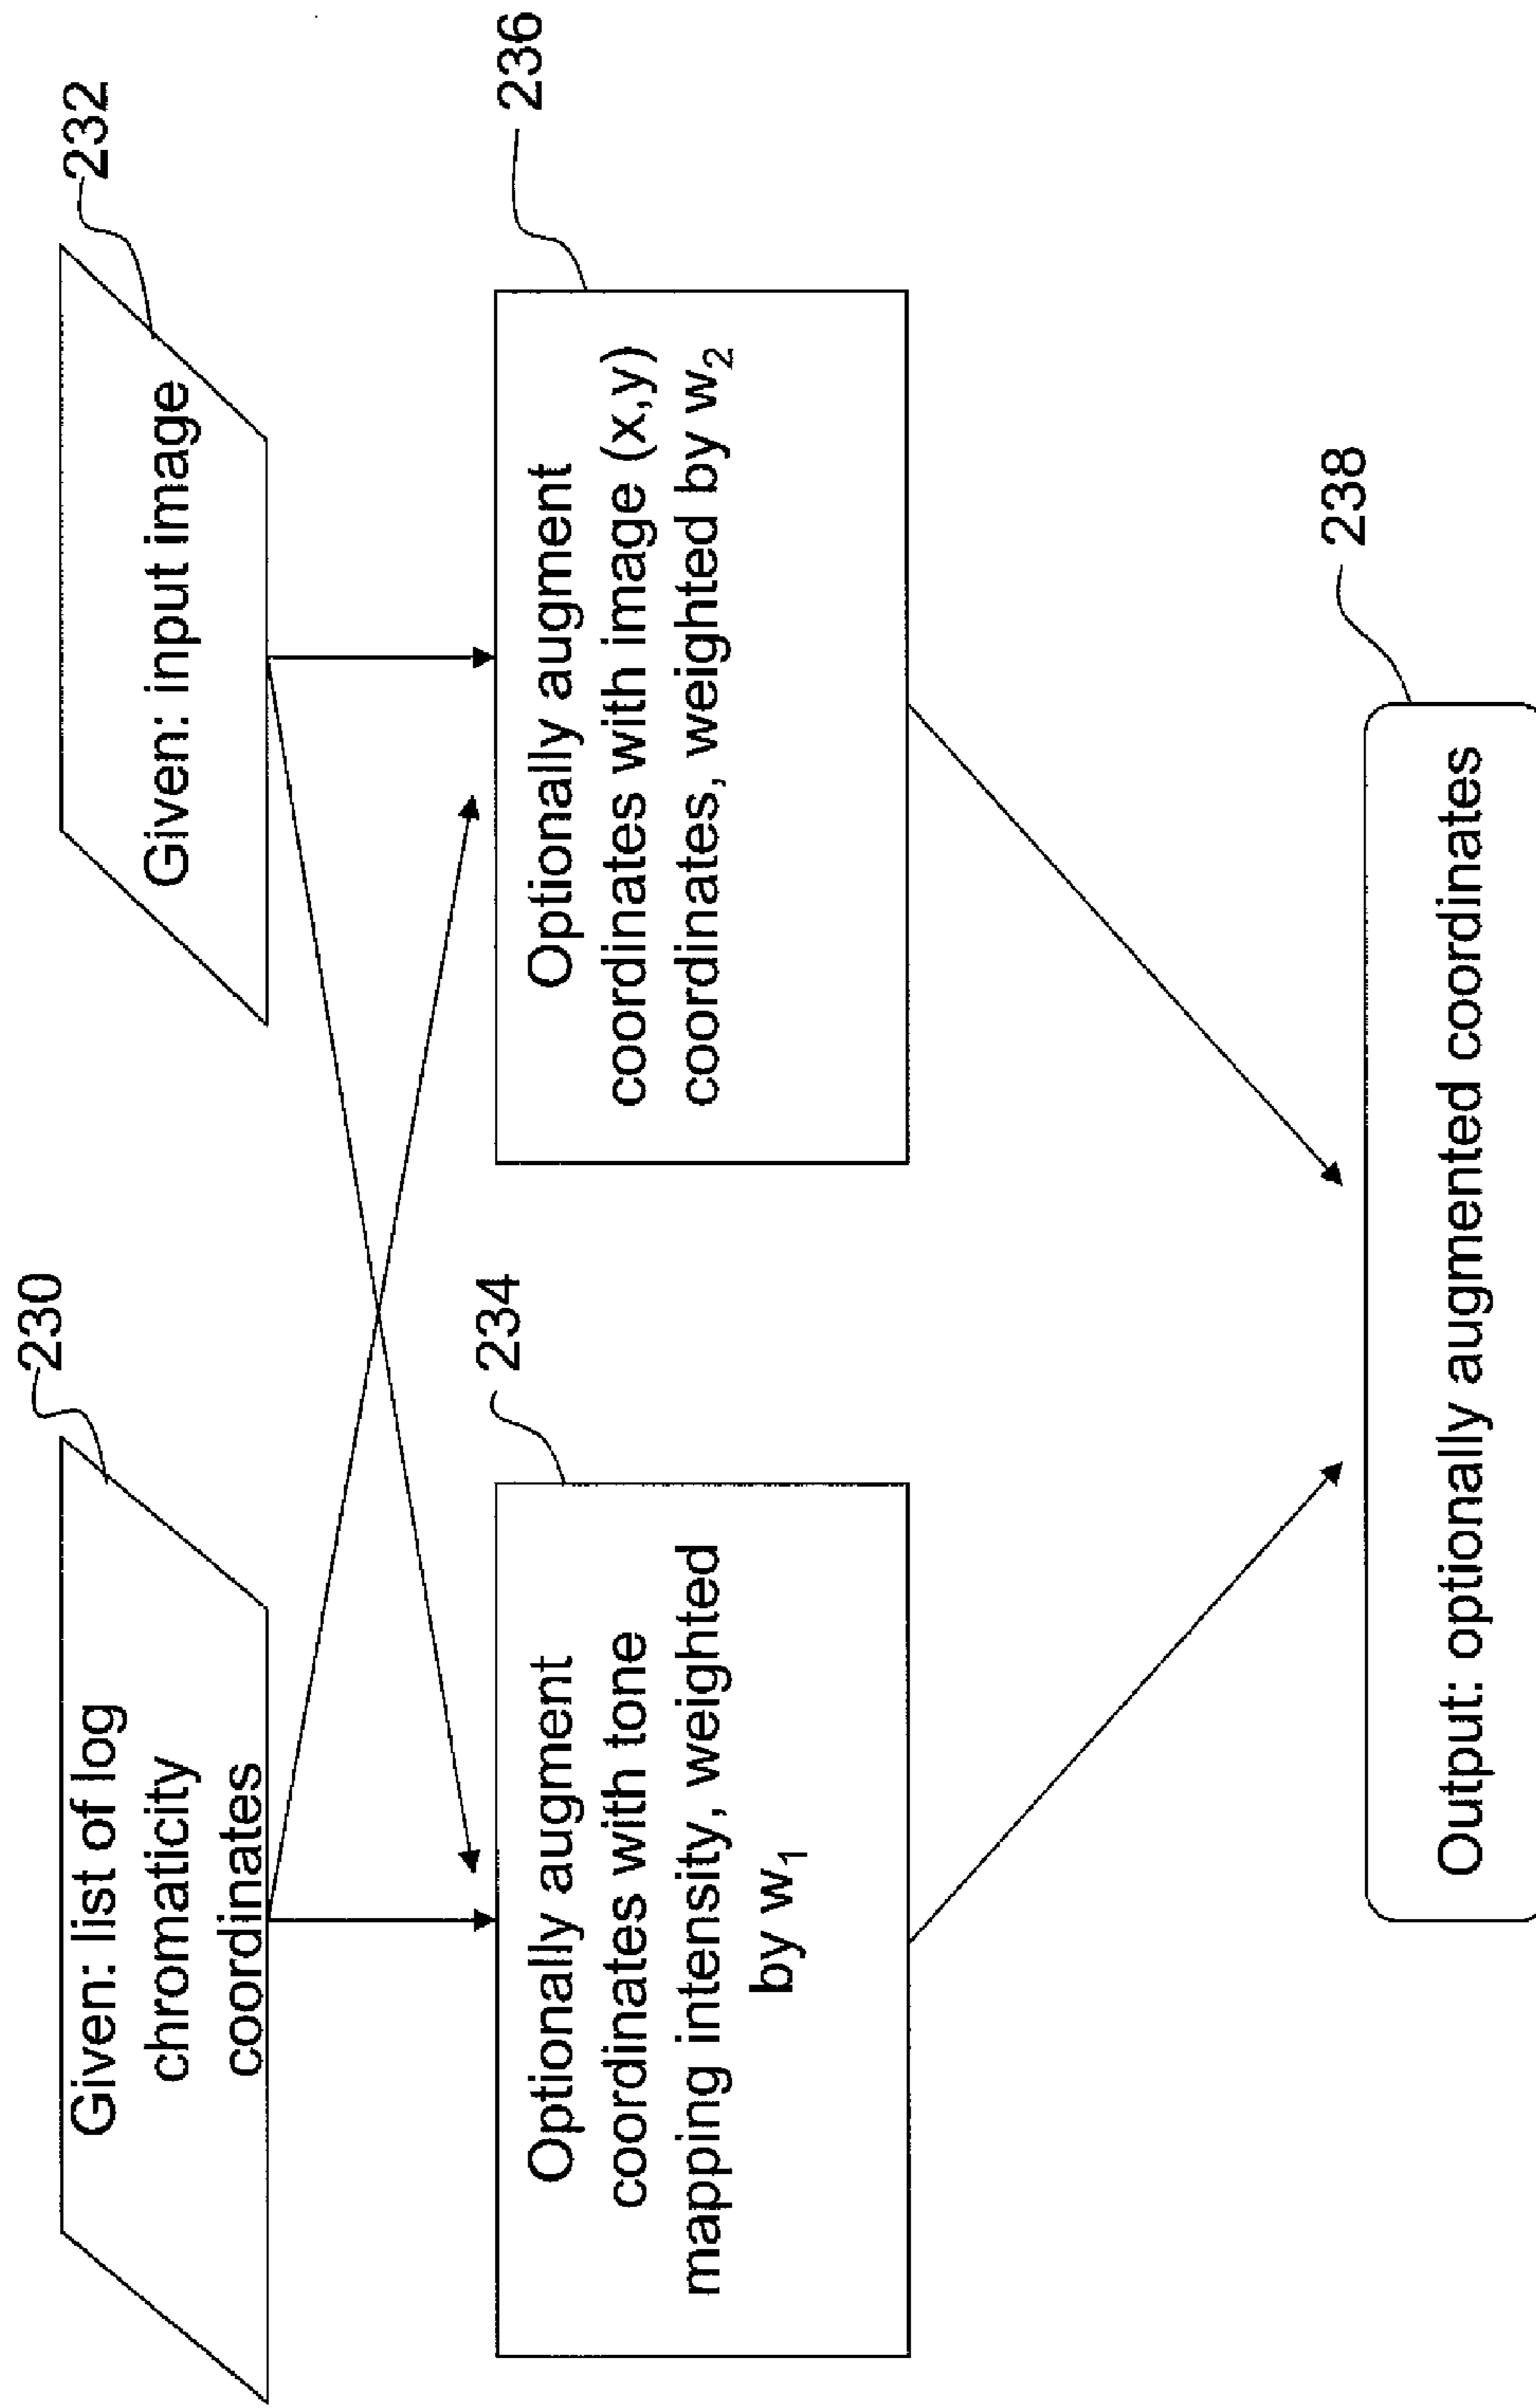 230
Given: list of log
chromaticity
coordinates
232
Given: input image
234
Optionally augment
coordinates with tone
mapping intensity, weighted
by w₁
236
Optionally augment
coordinates with image (x,y)
coordinates, weighted by w₂
238
Output: optionally augmented coordinates